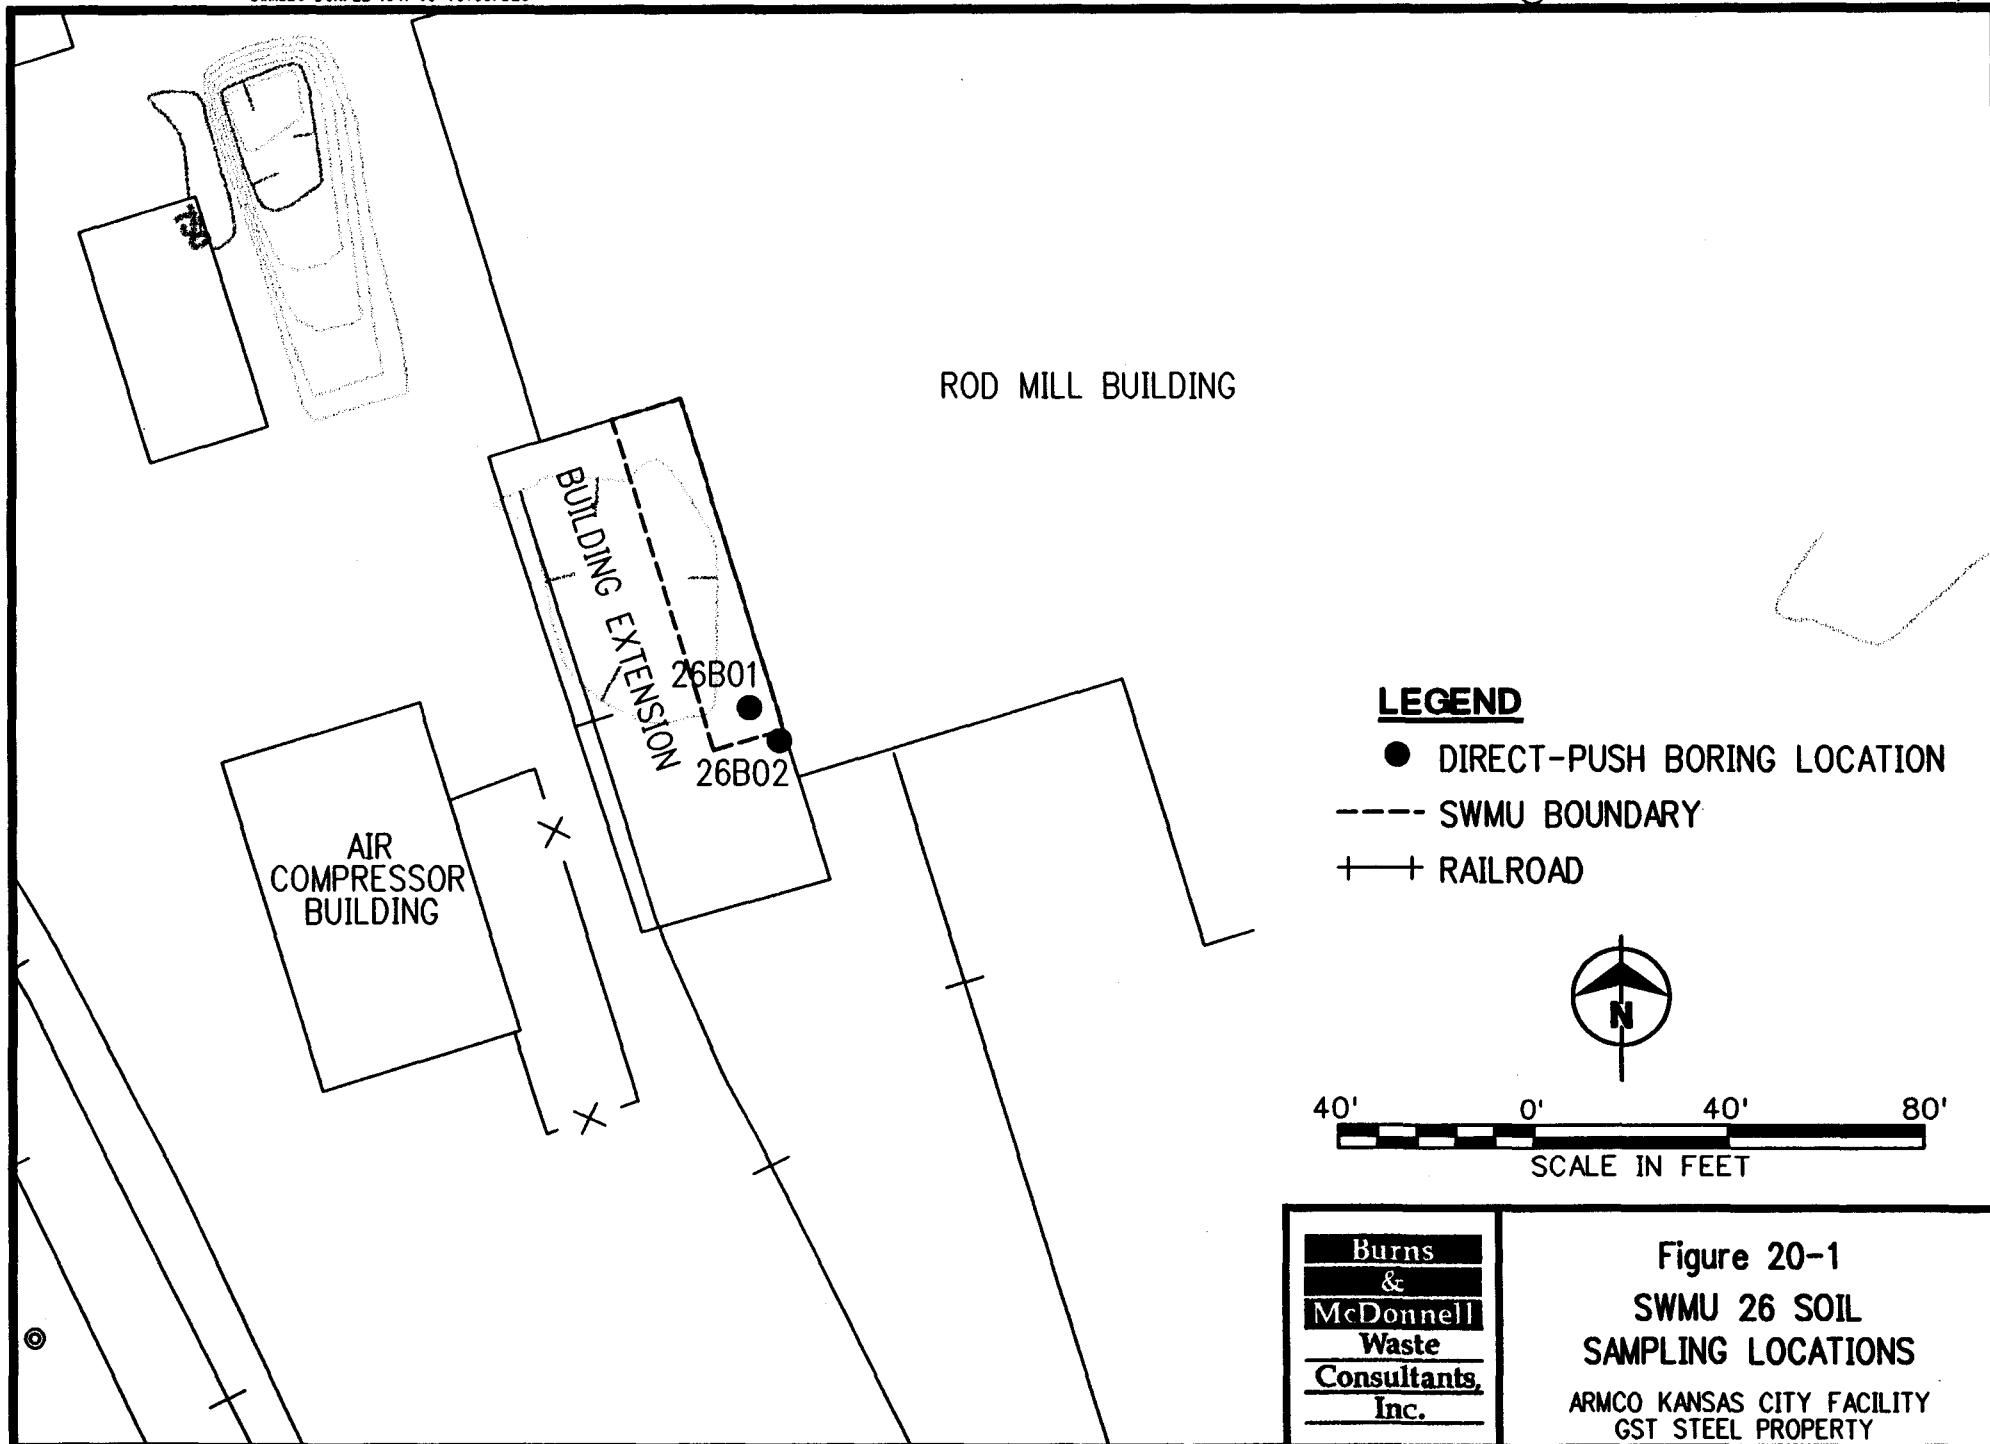 ROD MILL BUILDING
BUILDING EXTENSION
26B01
26B02
AIR
COMPRESSOR
BUILDING
LEGEND
DIRECT-PUSH BORING LOCATION
SWMU BOUNDARY
RAILROAD
N
40' 0' 40' 80'
SCALE IN FEET
Burns
&
McDonnell
Waste
Consultants,
Inc.
Figure 20-1
SWMU 26 SOIL
SAMPLING LOCATIONS
ARMCO KANSAS CITY FACILITY
GST STEEL PROPERTY